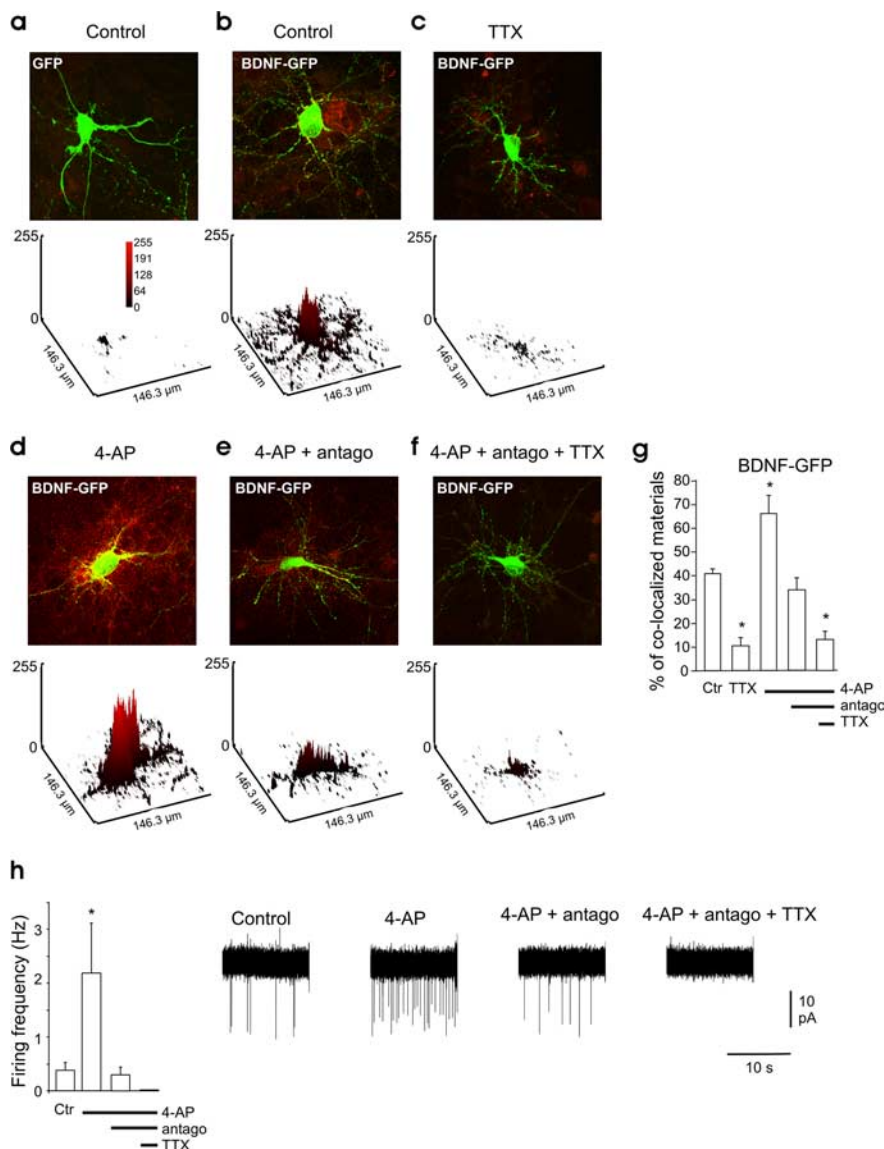 a
Control
GFP
b
Control
BDNF-GFP
c
TTX
BDNF-GFP
255
0
146.3 µm
146.3 µm
255
191
128
64
0
255
0
146.3 µm
146.3 µm
255
0
146.3 µm
146.3 µm
d
4-AP
BDNF-GFP
e
4-AP + antago
BDNF-GFP
f
4-AP + antago + TTX
BDNF-GFP
255
0
146.3 µm
146.3 µm
255
0
146.3 µm
146.3 µm
255
0
146.3 µm
146.3 µm
g
BDNF-GFP
% of co-localized materials
80
70
60
50
40
30
20
10
0
*
*
*
Ctr TTX
4-AP
antago
TTX
h
Firing frequency (Hz)
3
2
1
0
*
Ctr
4-AP
antago
TTX
Control
4-AP
4-AP + antago
4-AP + antago + TTX
10
pA
10 s